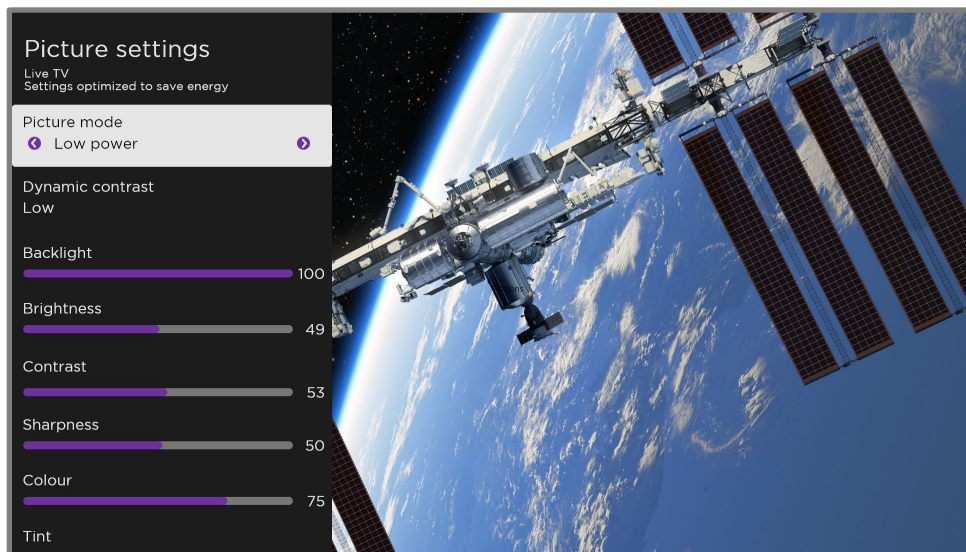 Picture settings
Live TV
Settings optimized to save energy
Picture mode
Low power
Dynamic contrast
Low
Backlight
100
Brightness
49
Contrast
53
Sharpness
50
Colour
75
Tint